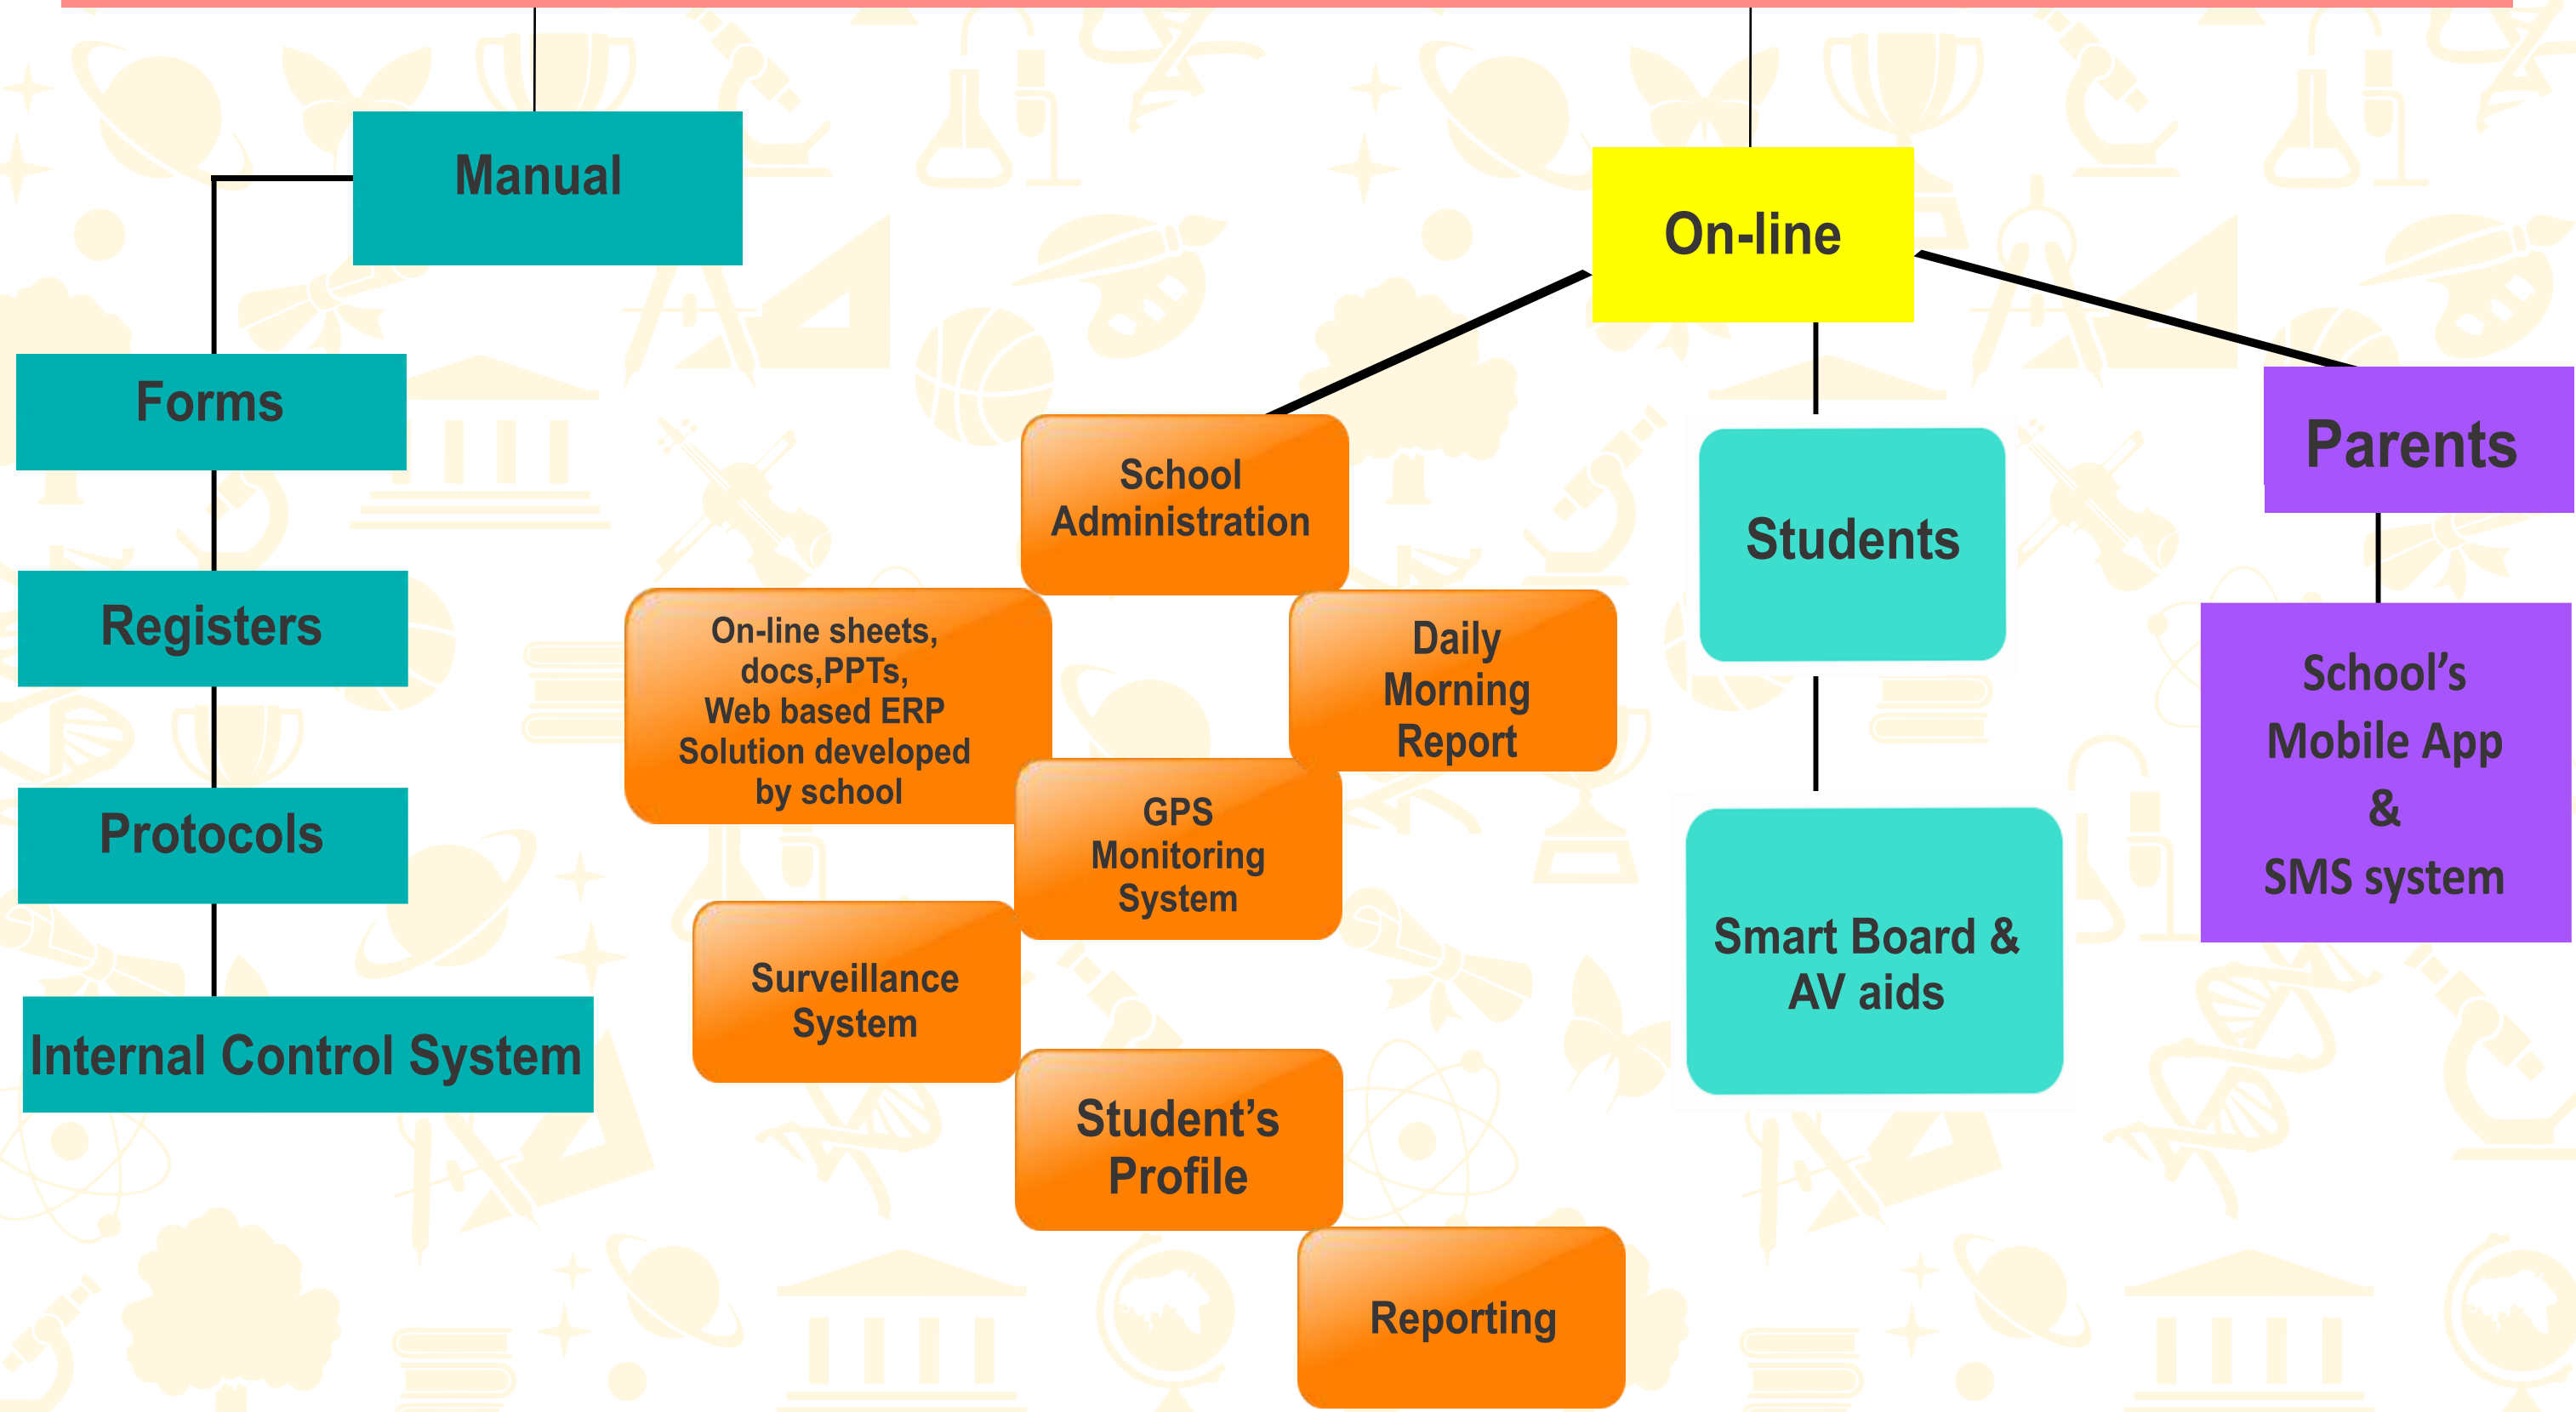 Manual
Forms
Registers
Protocols
Internal Control System
On-line
School
Administration
On-line sheets,
docs,PPTs,
Web based ERP
Solution developed
by school
Daily
Morning
Report
GPS
Monitoring
System
Surveillance
System
Student’s
Profile
Reporting
Students
Smart Board &
AV aids
Parents
School’s
Mobile App
&
SMS system